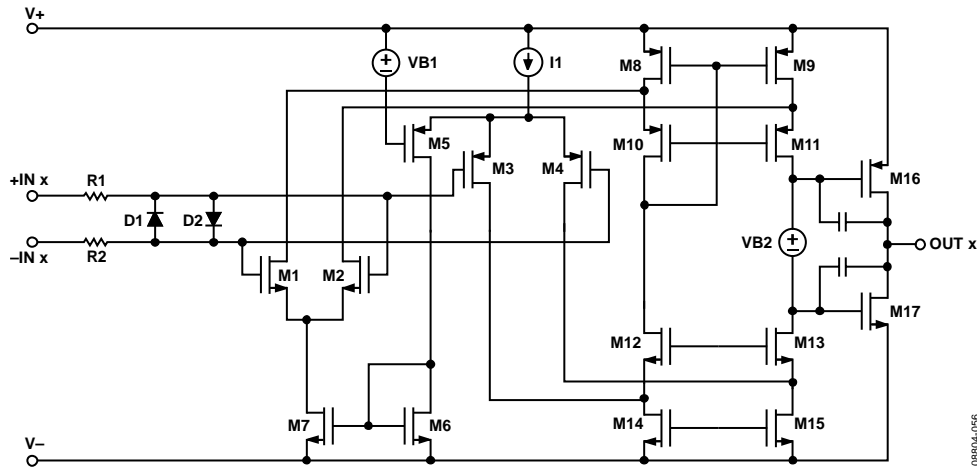 V+
VB1
I1
M8
M9
M5
M10
M11
M3
M4
M16
+IN x
R1
D1
D2
VB2
OUT x
–IN x
R2
M1
M2
M17
M12
M13
M7
M6
M14
M15
V–
08804-056